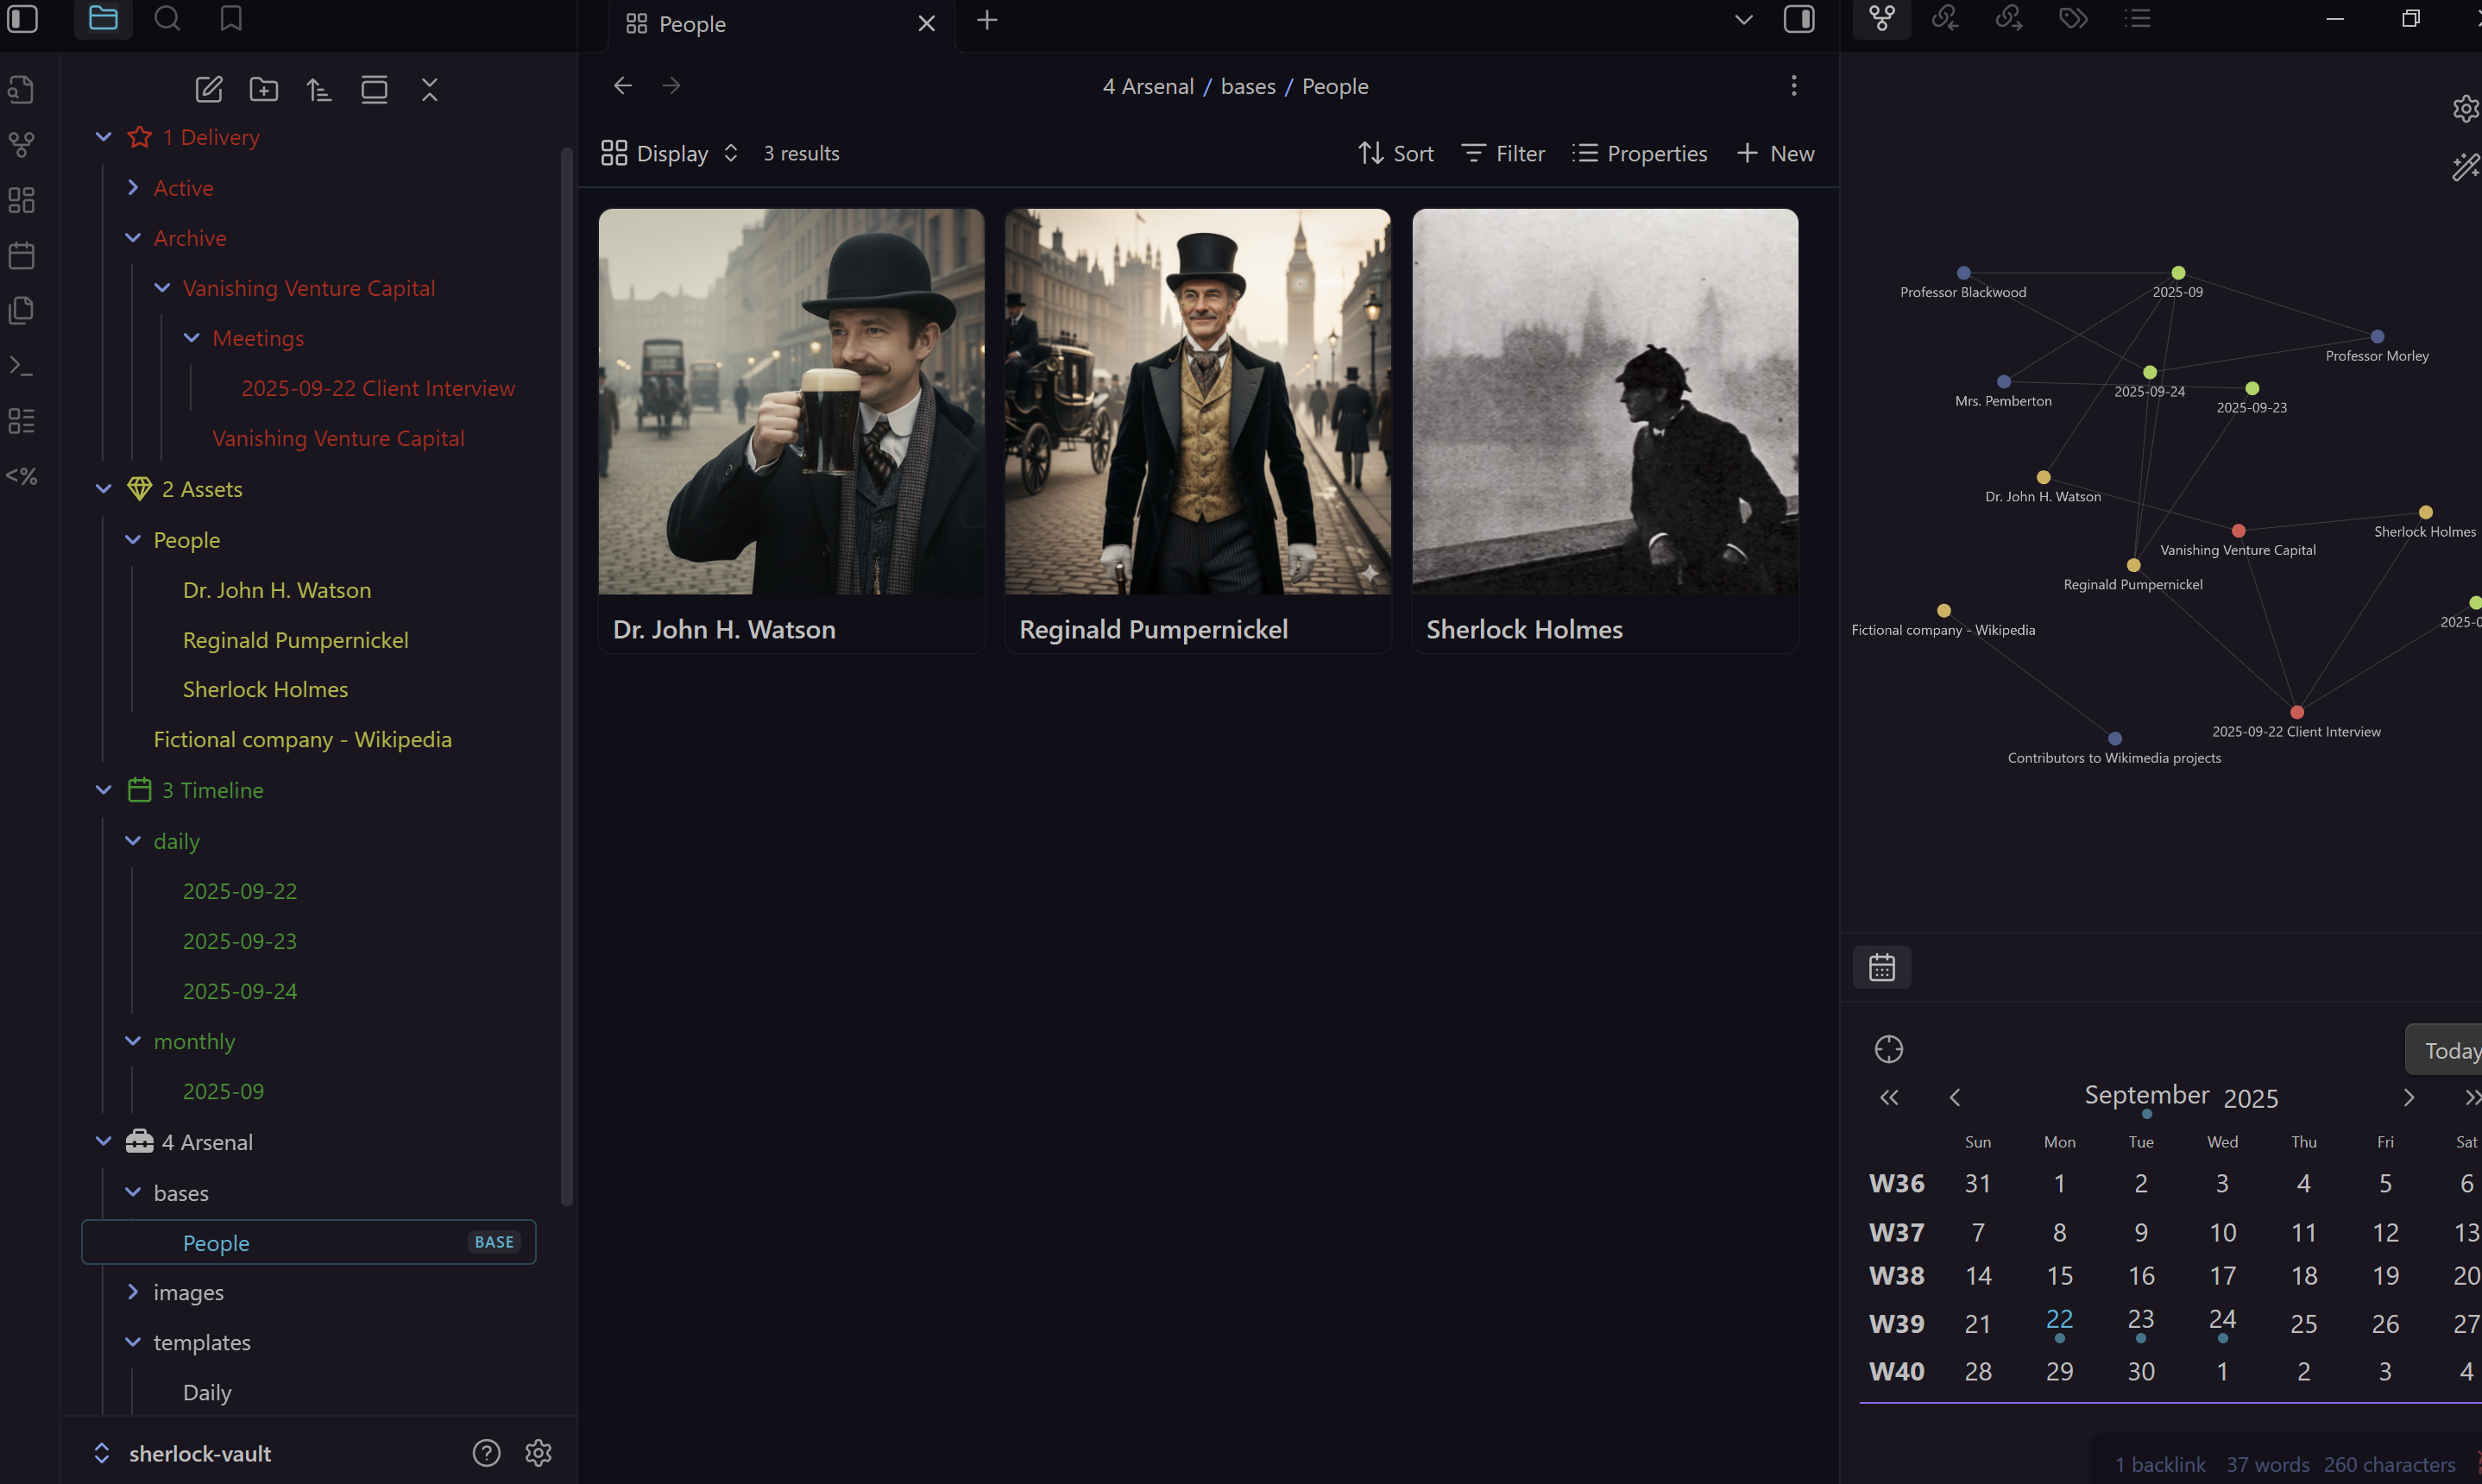 People
4 Arsenal / bases / People
Display
3 results
Sort
Filter
Properties
New
1 Delivery
Active
Archive
Vanishing Venture Capital
Meetings
2025-09-22 Client Interview
Vanishing Venture Capital
2 Assets
People
Dr. John H. Watson
Reginald Pumpernickel
Sherlock Holmes
Fictional company - Wikipedia
3 Timeline
daily
2025-09-22
2025-09-23
2025-09-24
monthly
2025-09
4 Arsenal
bases
People BASE
images
templates
Daily
sherlock-vault
<%
Dr. John H. Watson
Reginald Pumpernickel
Sherlock Holmes
Professor Blackwood
2025-09
Professor Morley
2025-09-24
Mrs. Pemberton
2025-09-23
Dr. John H. Watson
Sherlock Holmes
Vanishing Venture Capital
Reginald Pumpernickel
2025-0
Fictional company - Wikipedia
2025-09-22 Client Interview
Contributors to Wikimedia projects
Today
September 2025
Sun Mon Tue Wed Thu Fri Sat
W36 31 1 2 3 4 5 6
W37 7 8 9 10 11 12 13
W38 14 15 16 17 18 19 20
W39 21 22 23 24 25 26 27
W40 28 29 30 1 2 3 4
1 backlink 37 words 260 characters